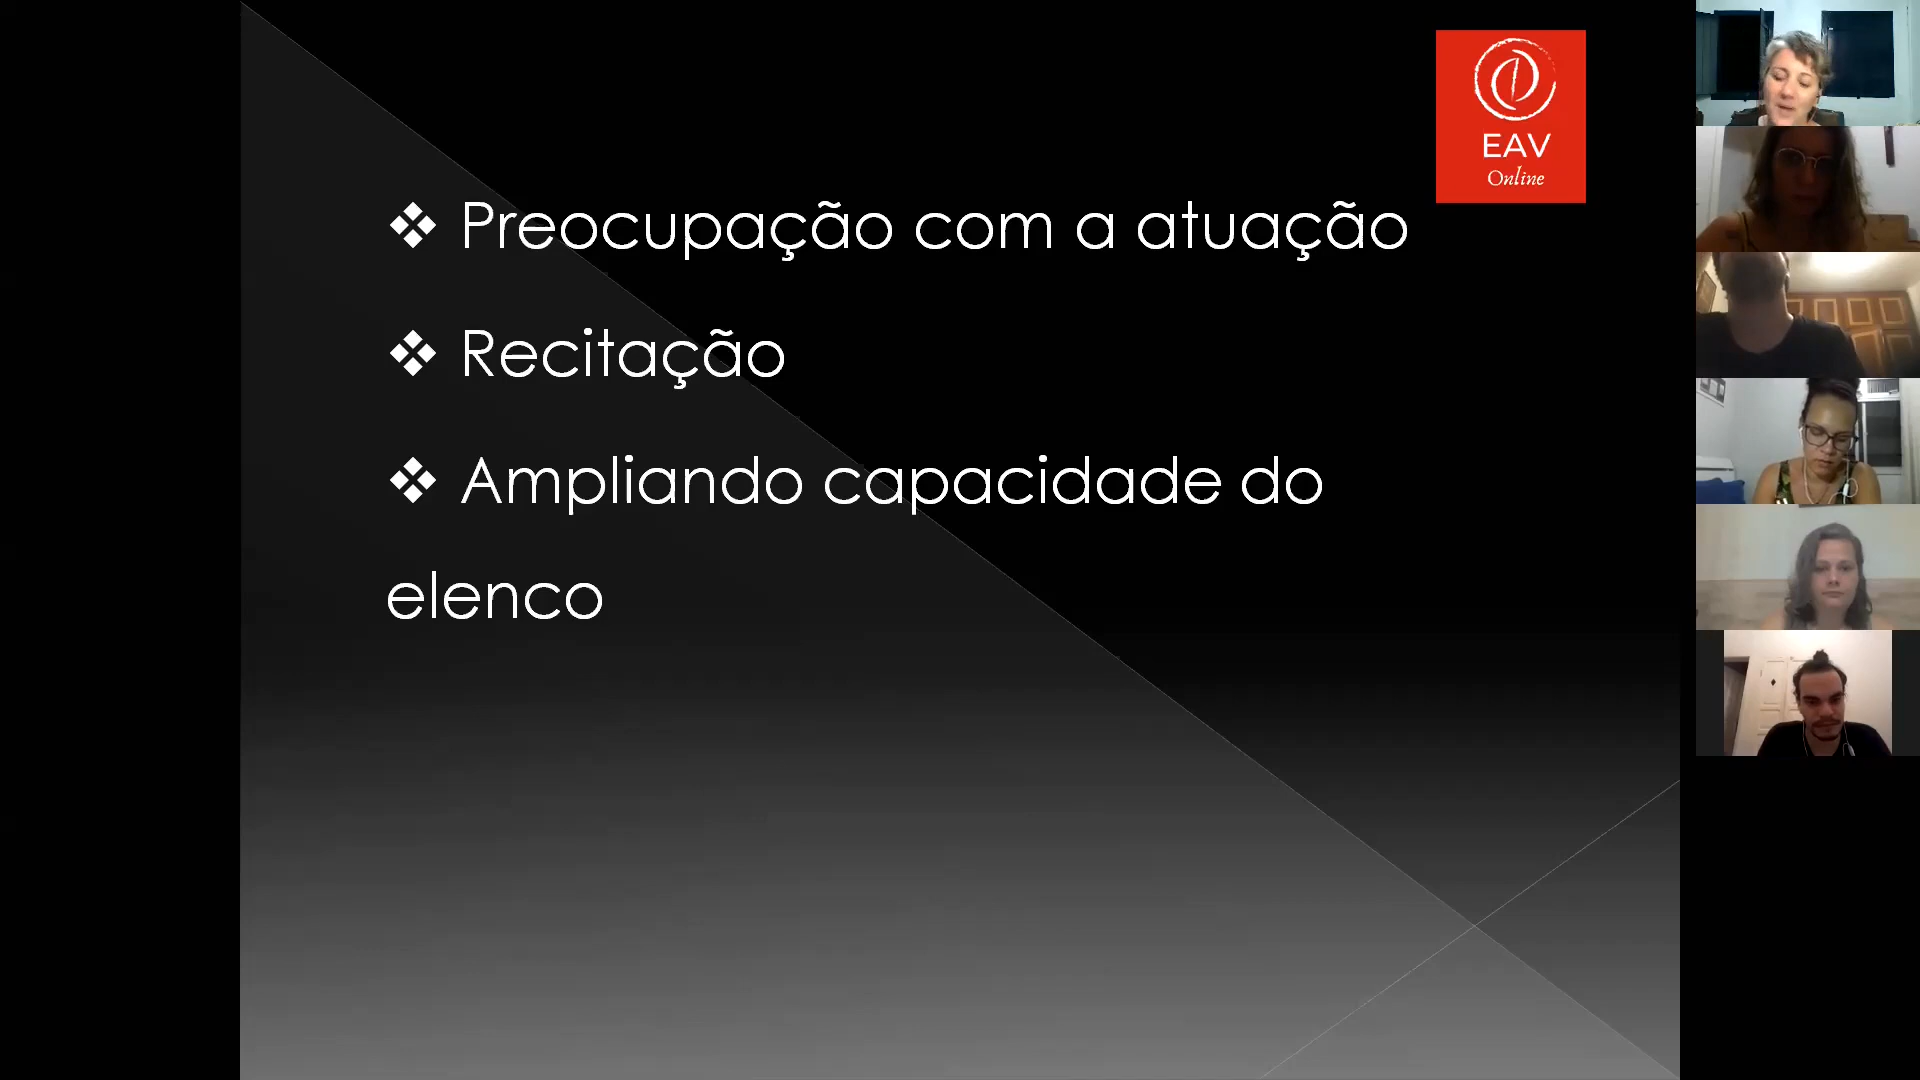 EAV
Online
❖ Preocupação com a atuação
❖ Recitação
❖ Ampliando capacidade do
elenco